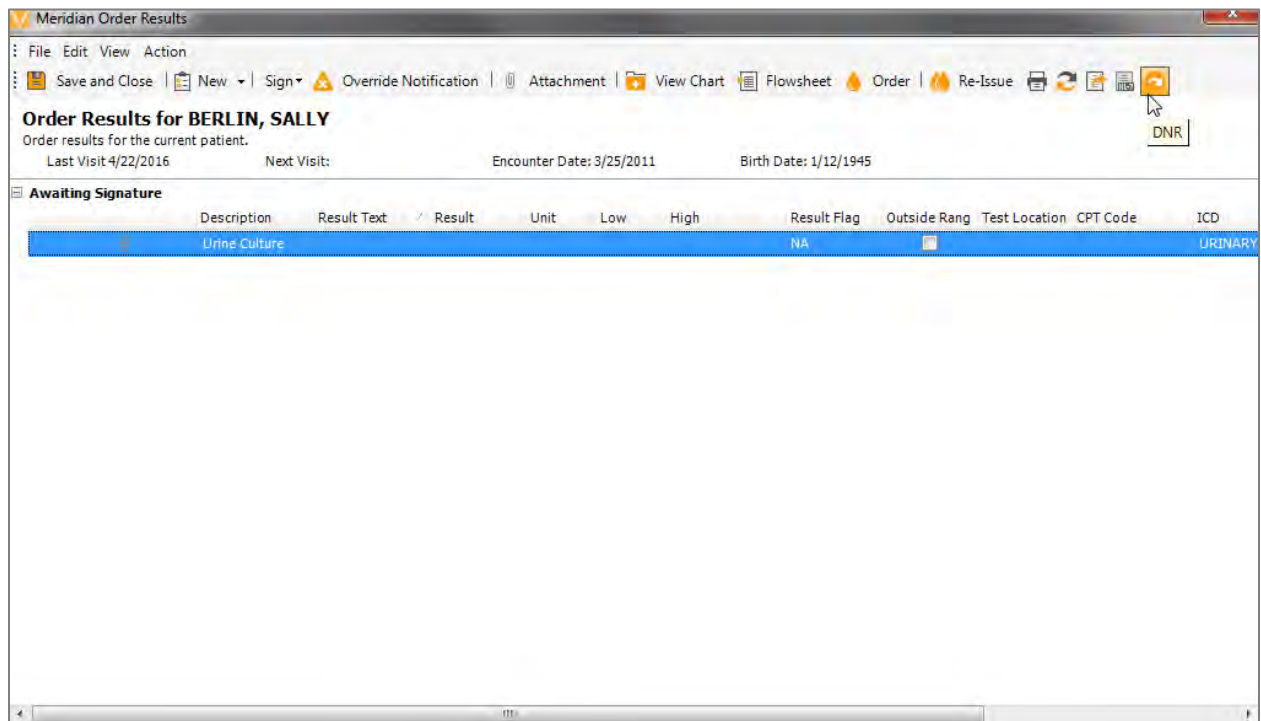 Meridian Order Results
File Edit View Action
Save and Close New Sign Override Notification Attachment View Chart Flowsheet Order Re-Issue
DNR
Order Results for BERLIN, SALLY
Order results for the current patient.
Last Visit 4/22/2016 Next Visit: Encounter Date: 3/25/2011 Birth Date: 1/12/1945
Awaiting Signature
Description Result Text Result Unit Low High Result Flag Outside Rang Test Location CPT Code ICD
Urine Culture NA URINARY